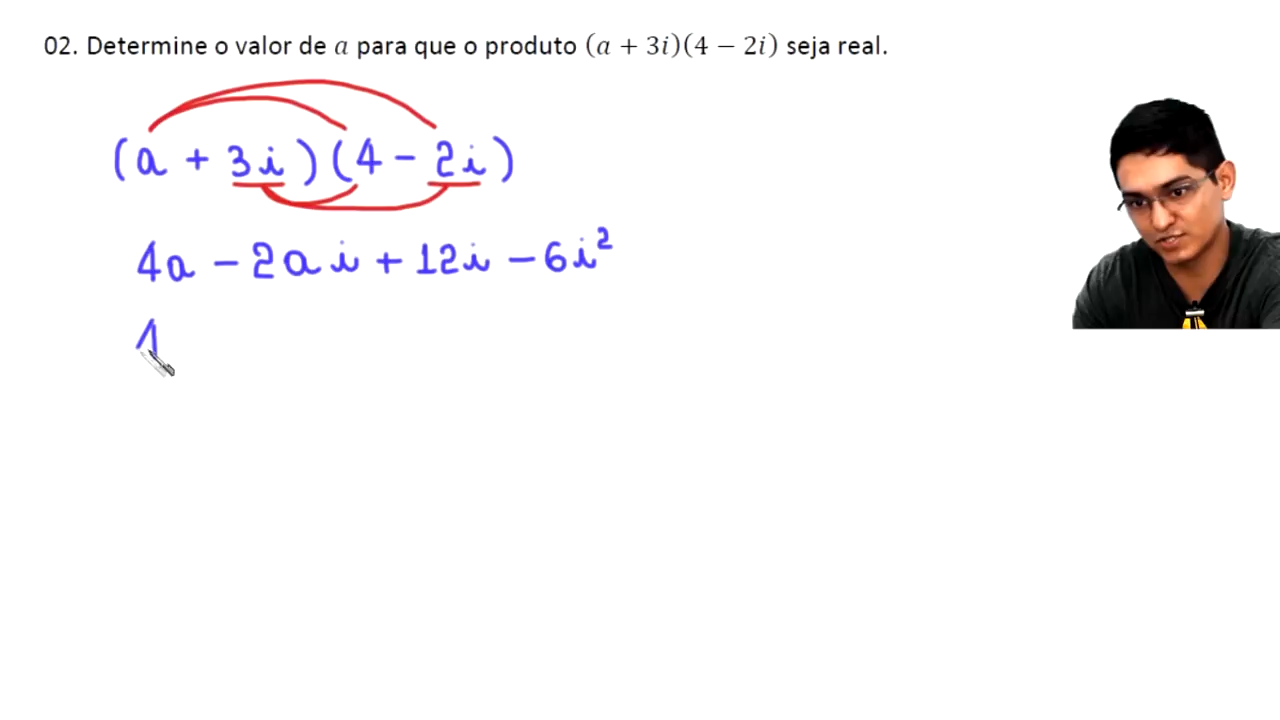 02. Determine o valor de a para que o produto (a + 3i)(4 − 2i) seja real.
(a + 3i)(4 − 2i)
4a − 2ai + 12i − 6i²